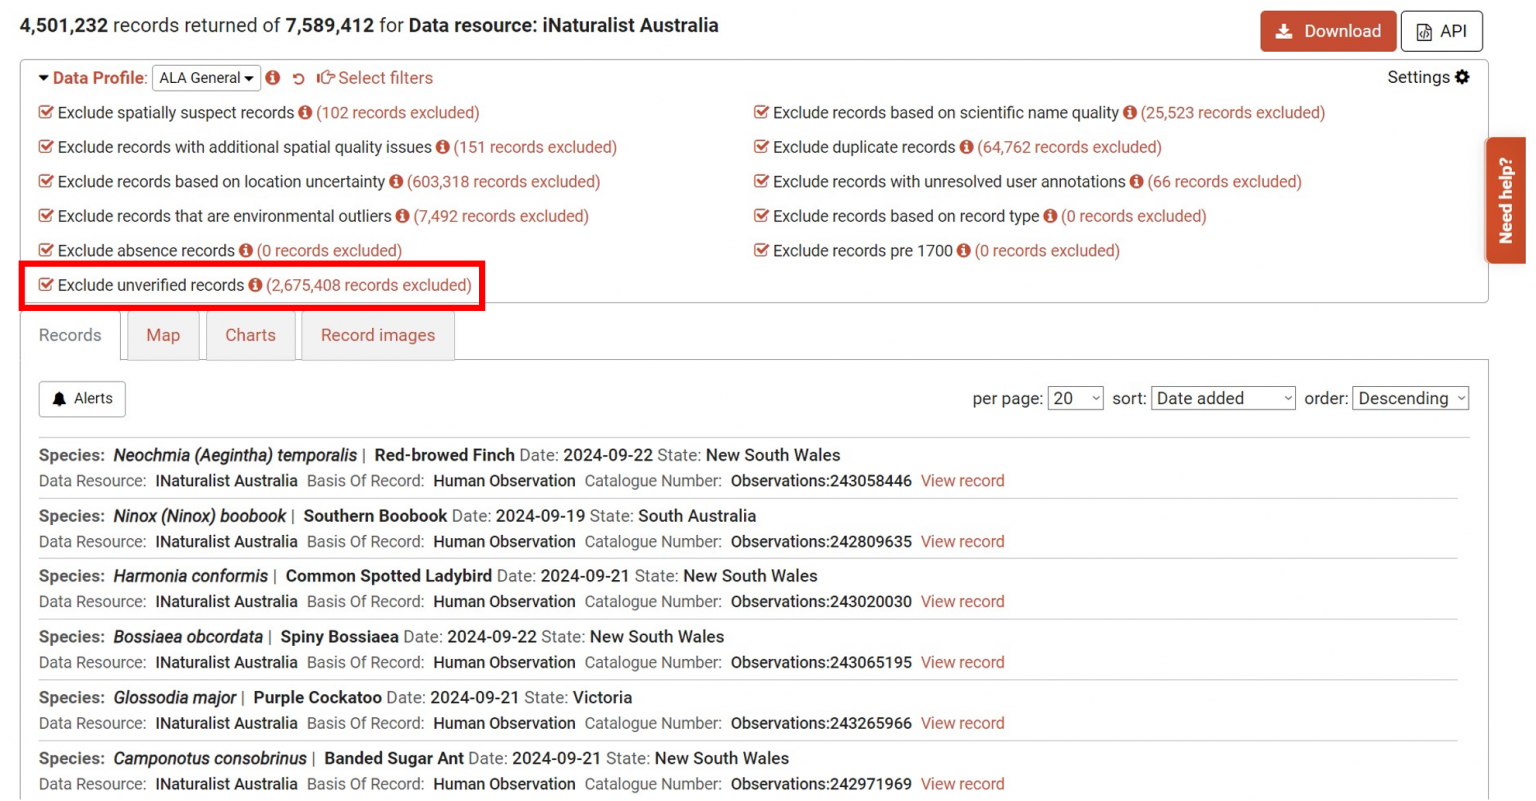 4,501,232 records returned of 7,589,412 for Data resource: iNaturalist Australia
Download
API
Data Profile: ALA General Select filters
Settings
Exclude spatially suspect records (102 records excluded)
Exclude records with additional spatial quality issues (151 records excluded)
Exclude records based on location uncertainty (603,318 records excluded)
Exclude records that are environmental outliers (7,492 records excluded)
Exclude absence records (0 records excluded)
Exclude unverified records (2,675,408 records excluded)
Exclude records based on scientific name quality (25,523 records excluded)
Exclude duplicate records (64,762 records excluded)
Exclude records with unresolved user annotations (66 records excluded)
Exclude records based on record type (0 records excluded)
Exclude records pre 1700 (0 records excluded)
Need help?
Records Map Charts Record images
Alerts
per page: 20 sort: Date added order: Descending
Species: Neochmia (Aegintha) temporalis | Red-browed Finch Date: 2024-09-22 State: New South Wales
Data Resource: INaturalist Australia Basis Of Record: Human Observation Catalogue Number: Observations:243058446 View record
Species: Ninox (Ninox) boobook | Southern Boobook Date: 2024-09-19 State: South Australia
Data Resource: INaturalist Australia Basis Of Record: Human Observation Catalogue Number: Observations:242809635 View record
Species: Harmonia conformis | Common Spotted Ladybird Date: 2024-09-21 State: New South Wales
Data Resource: INaturalist Australia Basis Of Record: Human Observation Catalogue Number: Observations:243020030 View record
Species: Bossiaea obcordata | Spiny Bossiaea Date: 2024-09-22 State: New South Wales
Data Resource: INaturalist Australia Basis Of Record: Human Observation Catalogue Number: Observations:243065195 View record
Species: Glossodia major | Purple Cockatoo Date: 2024-09-21 State: Victoria
Data Resource: INaturalist Australia Basis Of Record: Human Observation Catalogue Number: Observations:243265966 View record
Species: Camponotus consobrinus | Banded Sugar Ant Date: 2024-09-21 State: New South Wales
Data Resource: INaturalist Australia Basis Of Record: Human Observation Catalogue Number: Observations:242971969 View record